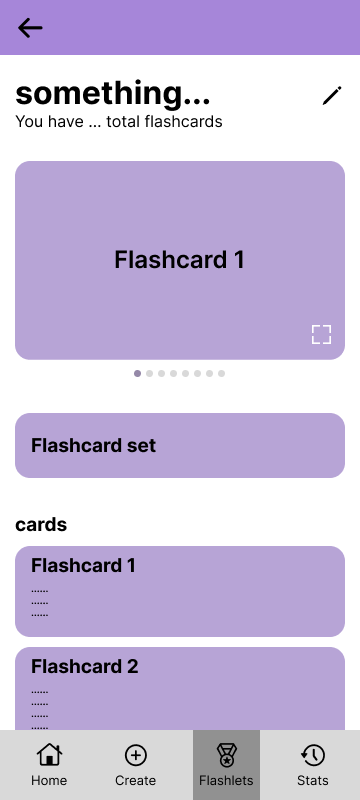 something...
You have ... total flashcards
Flashcard 1
Flashcard set
cards
Flashcard 1
......
......
......
Flashcard 2
......
......
......
......
Home
Create
Flashlets
Stats